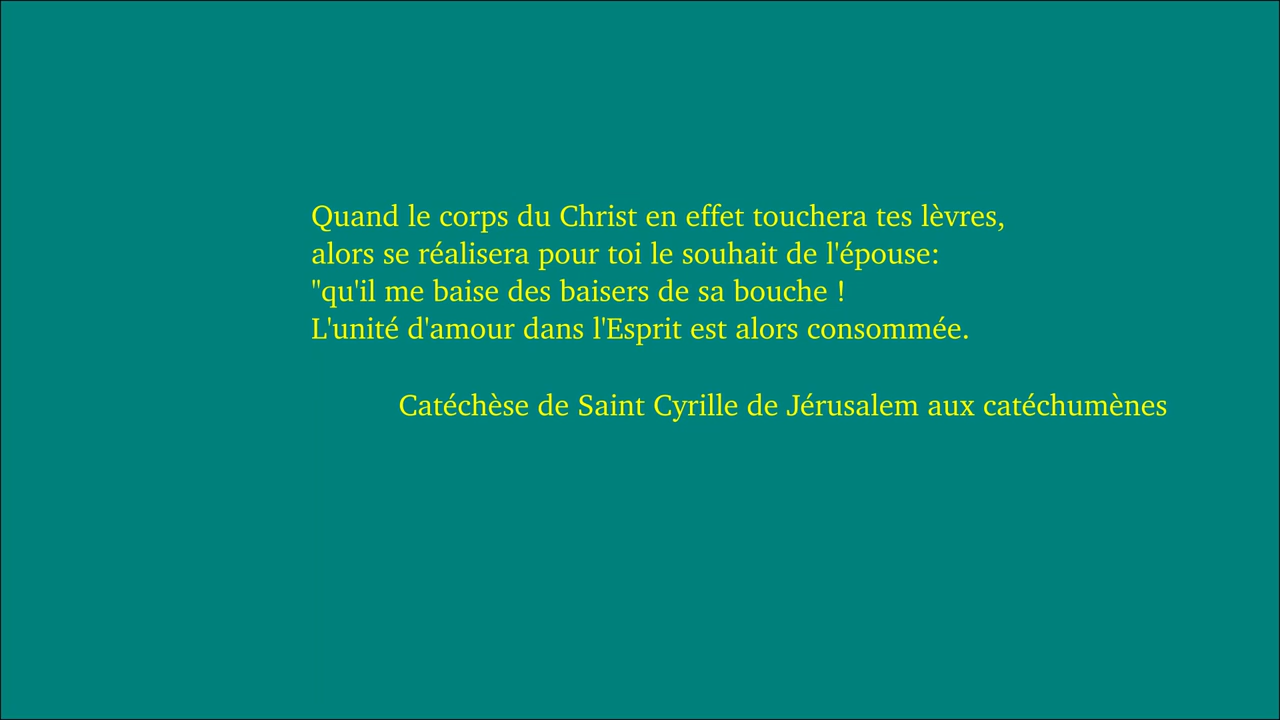 Quand le corps du Christ en effet touchera tes lèvres,
alors se réalisera pour toi le souhait de l'épouse:
"qu'il me baise des baisers de sa bouche !
L'unité d'amour dans l'Esprit est alors consommée.
Catéchèse de Saint Cyrille de Jérusalem aux catéchumènes